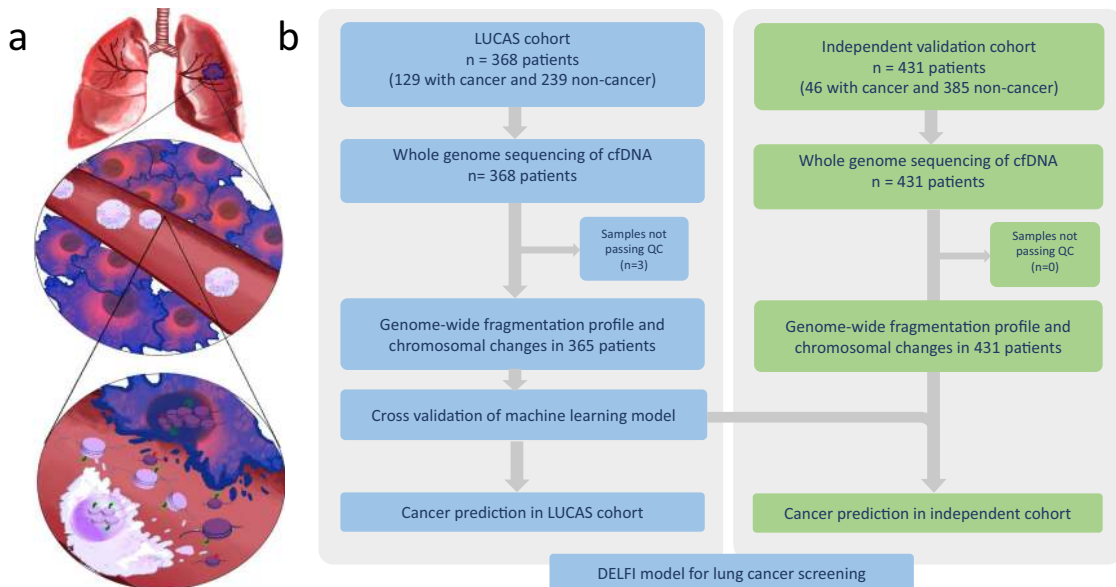 a
b
LUCAS cohort
n = 368 patients
(129 with cancer and 239 non-cancer)
Whole genome sequencing of cfDNA
n= 368 patients
Samples not
passing QC
(n=3)
Genome-wide fragmentation profile and
chromosomal changes in 365 patients
Cross validation of machine learning model
Cancer prediction in LUCAS cohort
Independent validation cohort
n = 431 patients
(46 with cancer and 385 non-cancer)
Whole genome sequencing of cfDNA
n = 431 patients
Samples not
passing QC
(n=0)
Genome-wide fragmentation profile and
chromosomal changes in 431 patients
Cancer prediction in independent cohort
DELFI model for lung cancer screening